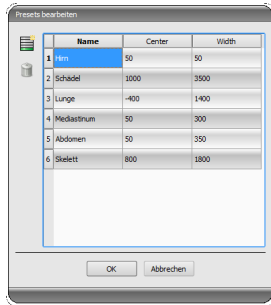 Presets bearbeiten
Name Center Width
1 Hirn 50 50
2 Schädel 1000 3500
3 Lunge -400 1400
4 Mediastinum 50 300
5 Abdomen 50 350
6 Skelett 800 1800
OK Abbrechen